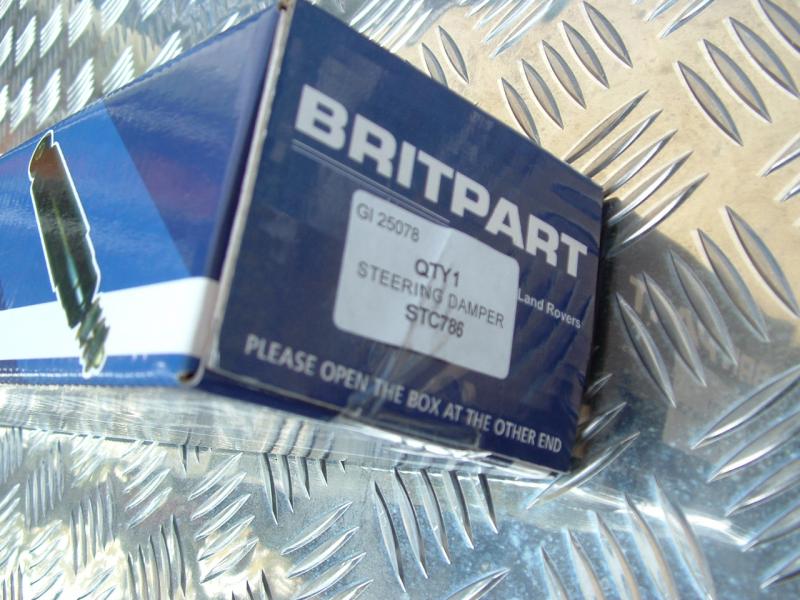 BRITPART
GI 25078
QTY1
STEERING DAMPER
STC786
Land Rovers
PLEASE OPEN THE BOX AT THE OTHER END